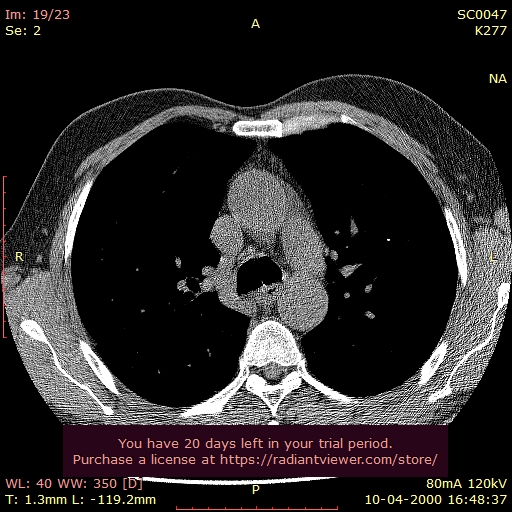 Im: 19/23
Se: 2
A
SC0047
K277
NA
R
L
You have 20 days left in your trial period.
Purchase a license at https://radiantviewer.com/store/
WL: 40 WW: 350 [D]
T: 1.3mm L: -119.2mm
P
80mA 120kV
10-04-2000 16:48:37